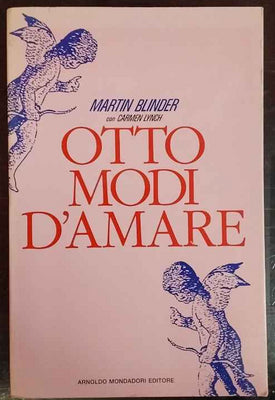 MARTIN BLINDER
con CARMEN LYNCH
OTTO
MODI
D'AMARE
ARNOLDO MONDADORI EDITORE